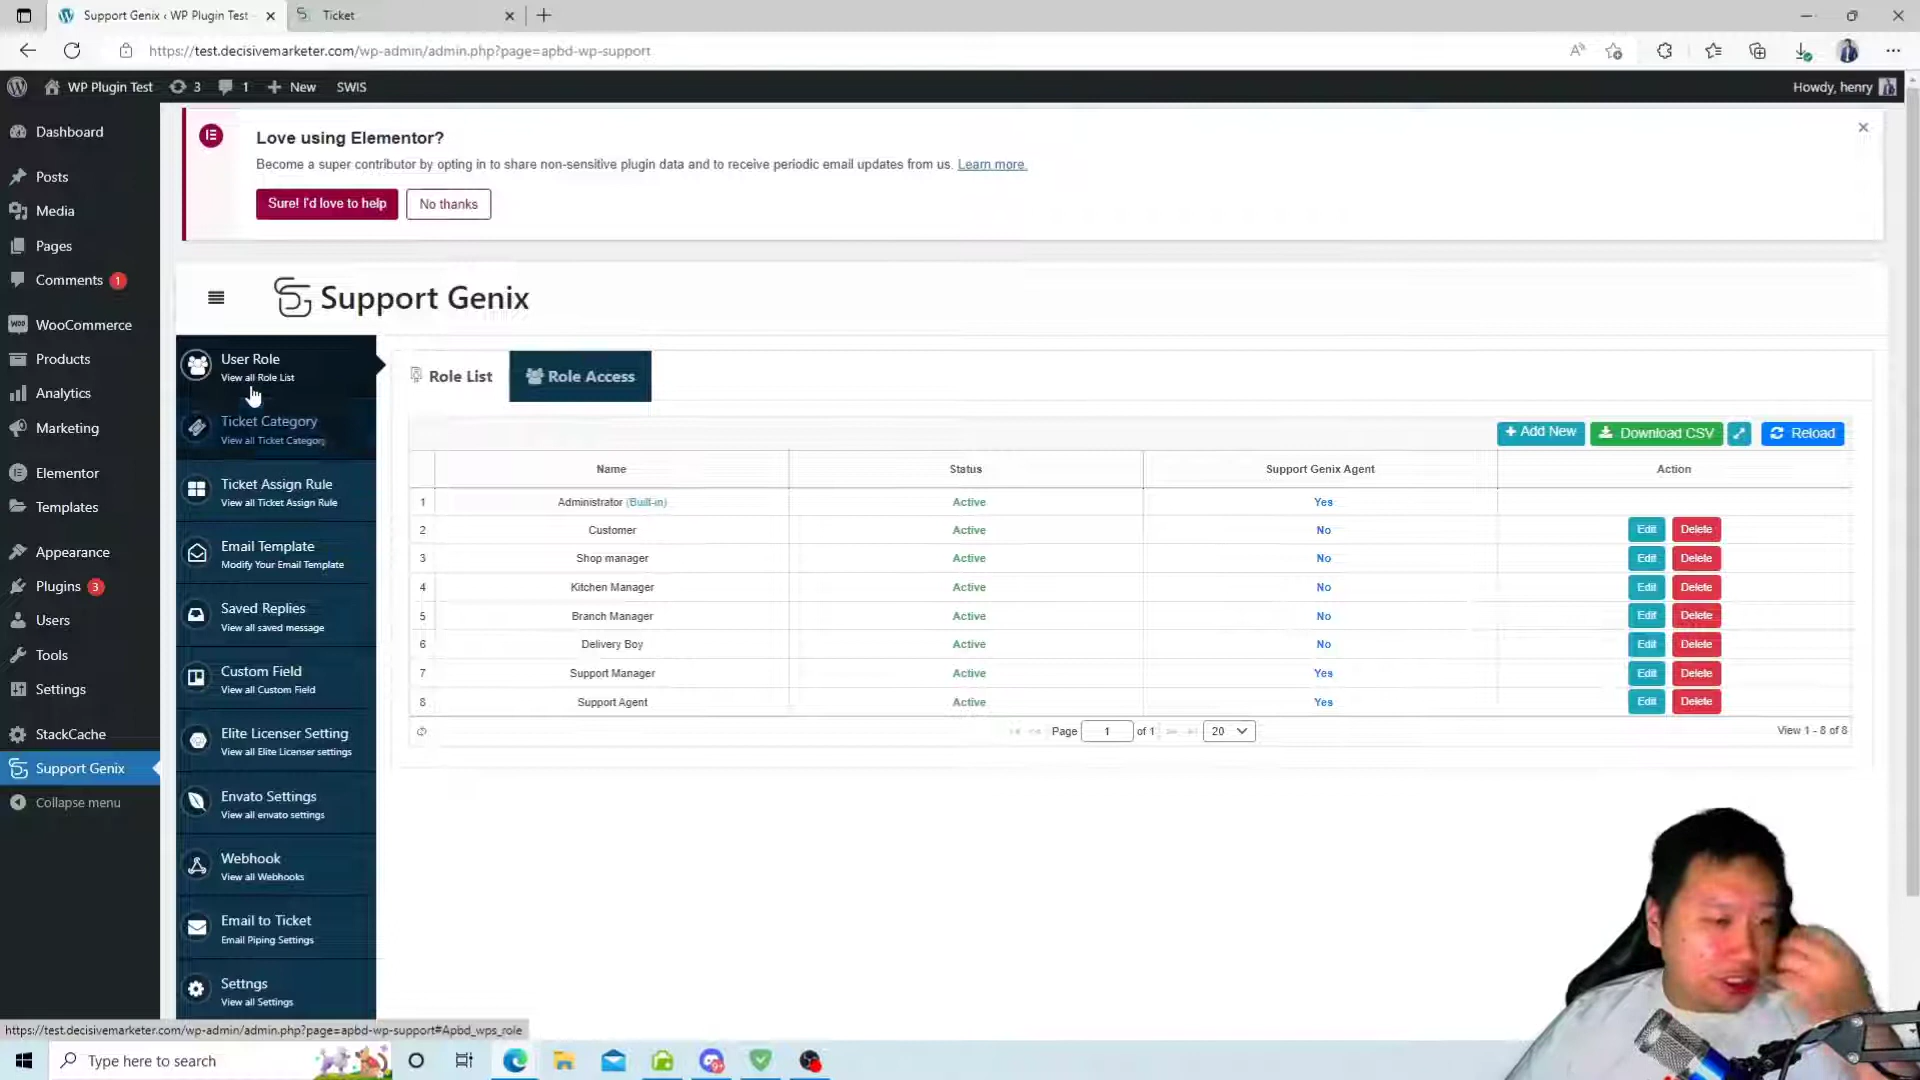 Support Genix ‹ WP Plugin Test
Ticket
https://test.decisivemarketer.com/wp-admin/admin.php?page=apbd-wp-support
WP Plugin Test
3
1
New
SWIS
Howdy, henry
Dashboard
Posts
Media
Pages
Comments 1
WooCommerce
Products
Analytics
Marketing
Elementor
Templates
Appearance
Plugins 3
Users
Tools
Settings
StackCache
Support Genix
Collapse menu
Love using Elementor?
Become a super contributor by opting in to share non-sensitive plugin data and to receive periodic email updates from us. Learn more.
Sure! I'd love to help
No thanks
Support Genix
User Role
View all Role List
Ticket Category
View all Ticket Category
Ticket Assign Rule
View all Ticket Assign Rule
Email Template
Modify Your Email Template
Saved Replies
View all saved message
Custom Field
View all Custom Field
Elite Licenser Setting
View all Elite Licenser settings
Envato Settings
View all envato settings
Webhook
View all Webhooks
Email to Ticket
Email Piping Settings
Settngs
View all Settings
Role List
Role Access
Add New
Download CSV
Reload
Name Status Support Genix Agent Action
1 Administrator (Built-in) Active Yes
2 Customer Active No Edit Delete
3 Shop manager Active No Edit Delete
4 Kitchen Manager Active No Edit Delete
5 Branch Manager Active No Edit Delete
6 Delivery Boy Active No Edit Delete
7 Support Manager Active Yes Edit Delete
8 Support Agent Active Yes Edit Delete
Page 1 of 1 20
View 1 - 8 of 8
https://test.decisivemarketer.com/wp-admin/admin.php?page=apbd-wp-support#Apbd_wps_role
Type here to search